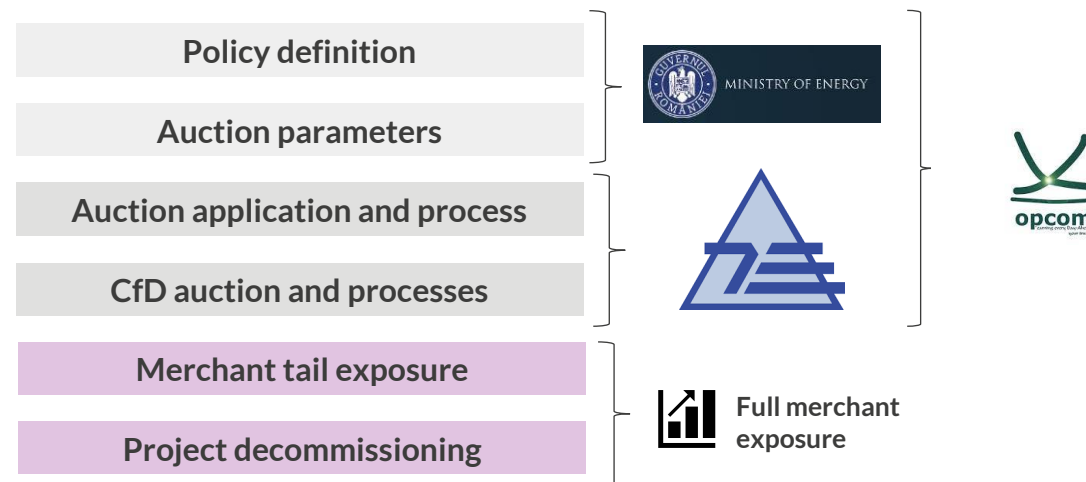 Policy definition
Auction parameters
Auction application and process
CfD auction and processes
Merchant tail exposure
Project decommissioning
GUVERNUL
ROMÂNIEI
MINISTRY OF ENERGY
Full merchant
exposure
opcom